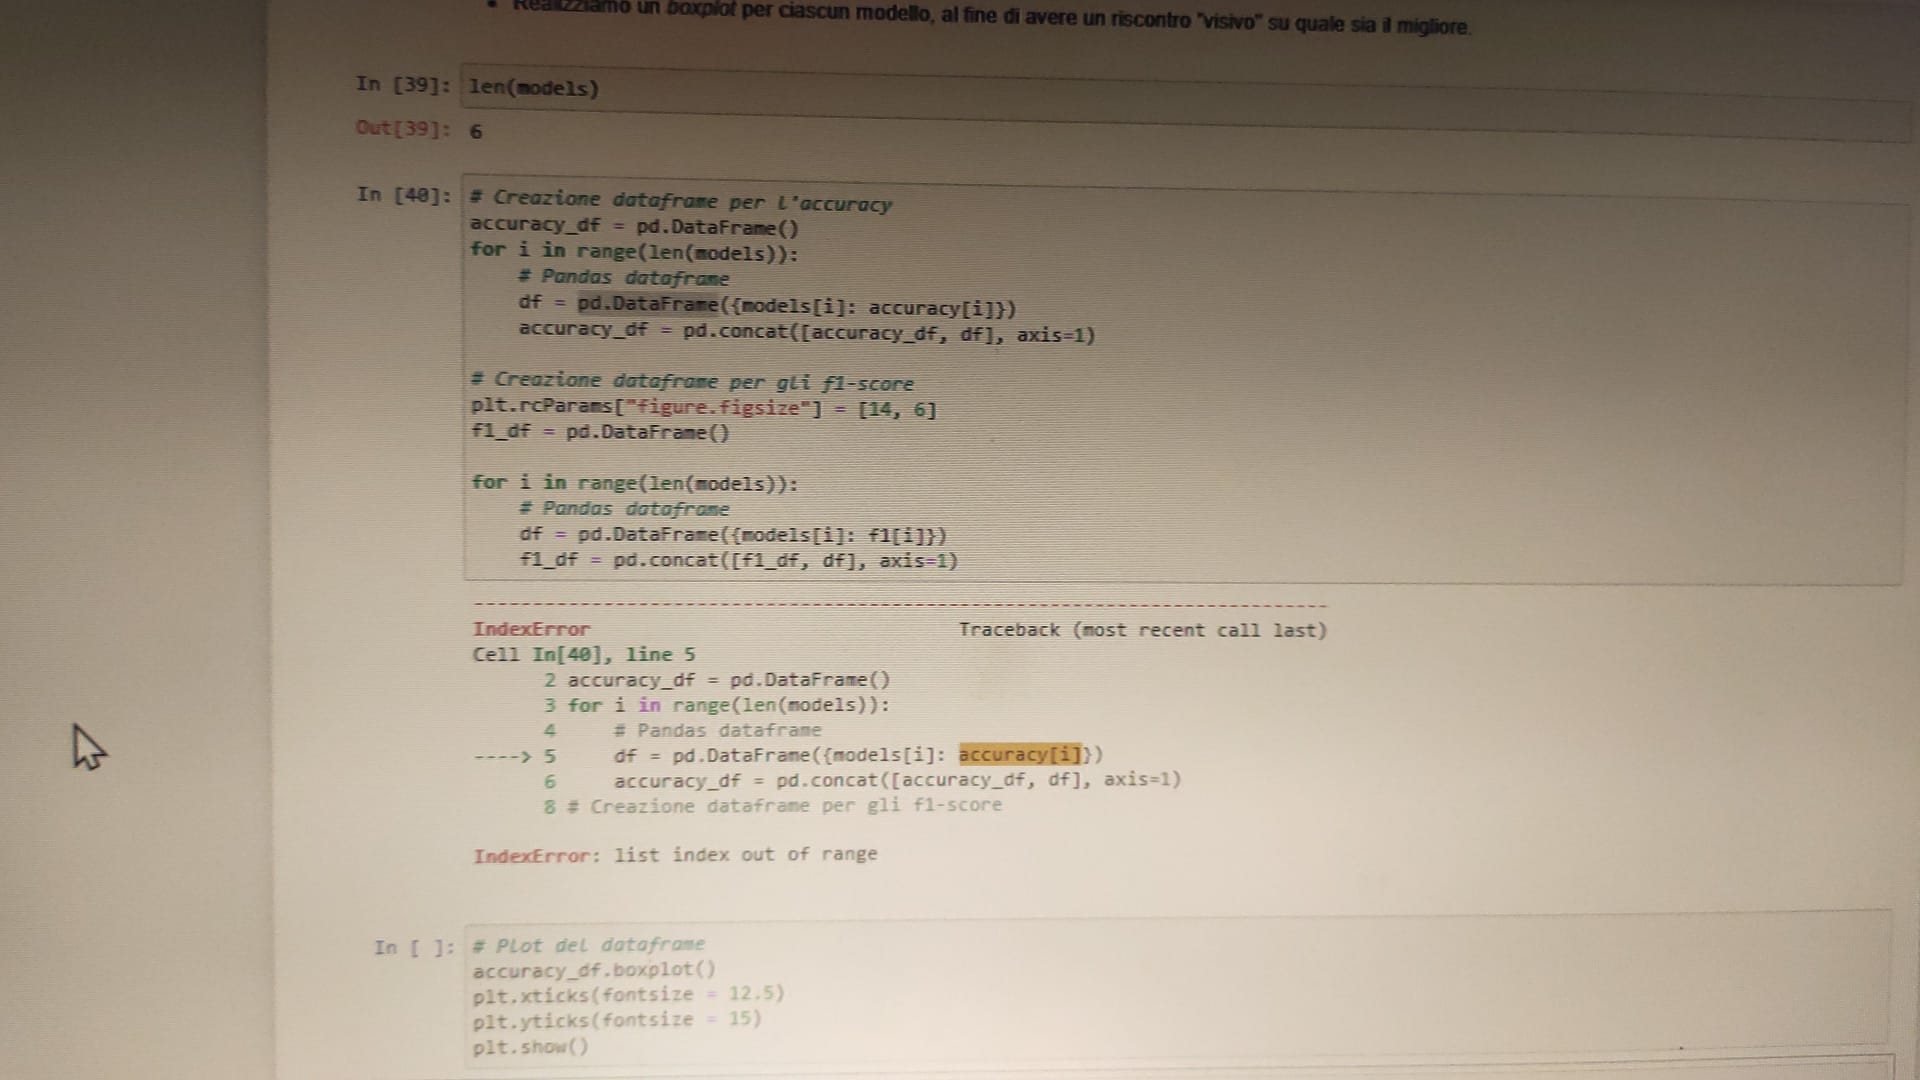 • Realizziamo un boxplot per ciascun modello, al fine di avere un riscontro "visivo" su quale sia il migliore.
In [39]: len(models)
Out[39]: 6
In [40]: # Creazione dataframe per l'accuracy
accuracy_df = pd.DataFrame()
for i in range(len(models)):
    # Pandas dataframe
    df = pd.DataFrame({models[i]: accuracy[i]})
    accuracy_df = pd.concat([accuracy_df, df], axis=1)
# Creazione dataframe per gli f1-score
plt.rcParams["figure.figsize"] = [14, 6]
f1_df = pd.DataFrame()
for i in range(len(models)):
    # Pandas dataframe
    df = pd.DataFrame({models[i]: f1[i]})
    f1_df = pd.concat([f1_df, df], axis=1)
---------------------------------------------------------------------------
IndexError                                Traceback (most recent call last)
Cell In[40], line 5
      2 accuracy_df = pd.DataFrame()
      3 for i in range(len(models)):
      4     # Pandas dataframe
----> 5     df = pd.DataFrame({models[i]: accuracy[i]})
      6     accuracy_df = pd.concat([accuracy_df, df], axis=1)
      8 # Creazione dataframe per gli f1-score
IndexError: list index out of range
In [ ]: # Plot del dataframe
accuracy_df.boxplot()
plt.xticks(fontsize = 12.5)
plt.yticks(fontsize = 15)
plt.show()